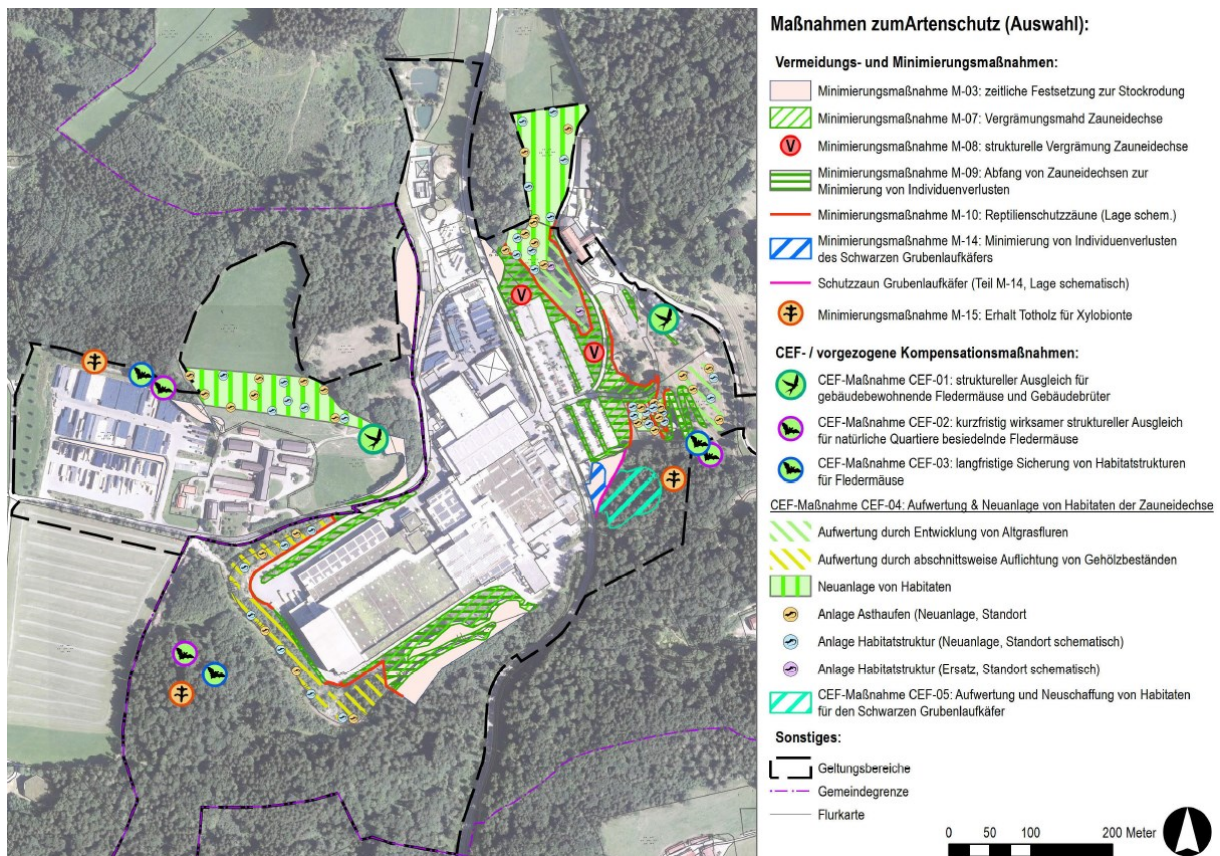 Maßnahmen zumArtenschutz (Auswahl):
Vermeidungs- und Minimierungsmaßnahmen:
Minimierungsmaßnahme M-03: zeitliche Festsetzung zur Stockrodung
Minimierungsmaßnahme M-07: Vergrämungsmahd Zauneidechse
V
Minimierungsmaßnahme M-08: strukturelle Vergrämung Zauneidechse
Minimierungsmaßnahme M-09: Abfang von Zauneidechsen zur
Minimierung von Individuenverlusten
Minimierungsmaßnahme M-10: Reptilienschutzzäune (Lage schem.)
Minimierungsmaßnahme M-14: Minimierung von Individuenverlusten
des Schwarzen Grubenlaufkäfers
Schutzzaun Grubenlaufkäfer (Teil M-14, Lage schematisch)
Minimierungsmaßnahme M-15: Erhalt Totholz für Xylobionte
CEF- / vorgezogene Kompensationsmaßnahmen:
CEF-Maßnahme CEF-01: struktureller Ausgleich für
gebäudebewohnende Fledermäuse und Gebäudebrüter
CEF-Maßnahme CEF-02: kurzfristig wirksamer struktureller Ausgleich
für natürliche Quartiere besiedelnde Fledermäuse
CEF-Maßnahme CEF-03: langfristige Sicherung von Habitatstrukturen
für Fledermäuse
CEF-Maßnahme CEF-04: Aufwertung & Neuanlage von Habitaten der Zauneidechse
Aufwertung durch Entwicklung von Altgrasfluren
Aufwertung durch abschnittsweise Auflichtung von Gehölzbeständen
Neuanlage von Habitaten
Anlage Asthaufen (Neuanlage, Standort
Anlage Habitatstruktur (Neuanlage, Standort schematisch)
Anlage Habitatstruktur (Ersatz, Standort schematisch)
CEF-Maßnahme CEF-05: Aufwertung und Neuschaffung von Habitaten
für den Schwarzen Grubenlaufkäfer
Sonstiges:
Geltungsbereiche
Gemeindegrenze
Flurkarte
0 50 100 200 Meter
V
V